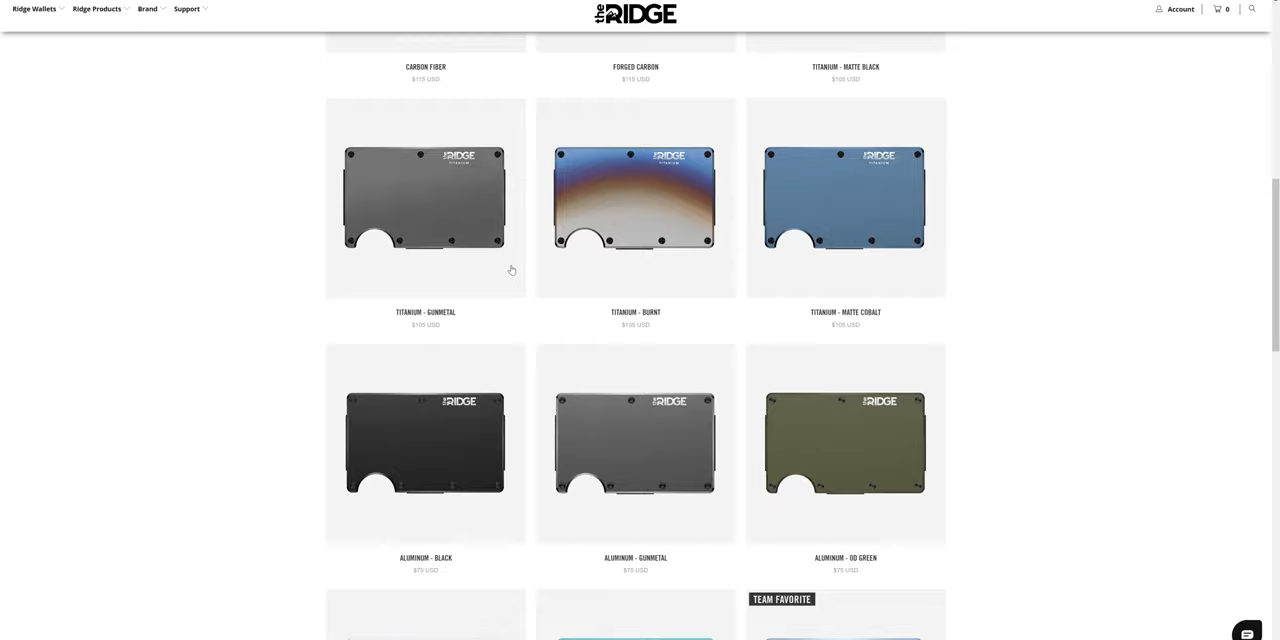 Ridge Wallets Ridge Products Brand Support the RIDGE Account 0
CARBON FIBER FORGED CARBON TITANIUM - MATTE BLACK
$115 USD $115 USD $105 USD
the RIDGE the RIDGE the RIDGE
TITANIUM TITANIUM TITANIUM
TITANIUM - GUNMETAL TITANIUM - BURNT TITANIUM - MATTE COBALT
$105 USD $105 USD $105 USD
the RIDGE the RIDGE the RIDGE
ALUMINUM - BLACK ALUMINUM - GUNMETAL ALUMINUM - OD GREEN
$75 USD $75 USD $75 USD
TEAM FAVORITE